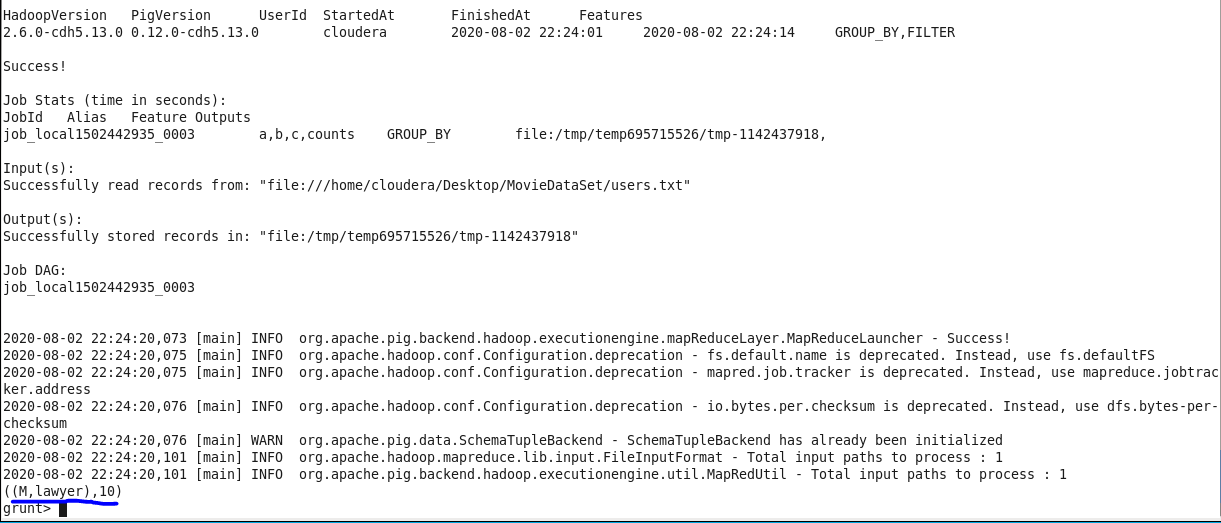 HadoopVersion PigVersion UserId StartedAt FinishedAt Features
2.6.0-cdh5.13.0 0.12.0-cdh5.13.0 cloudera 2020-08-02 22:24:01 2020-08-02 22:24:14 GROUP_BY,FILTER
Success!
Job Stats (time in seconds):
JobId Alias Feature Outputs
job_local1502442935_0003 a,b,c,counts GROUP_BY file:/tmp/temp695715526/tmp-1142437918,
Input(s):
Successfully read records from: "file:///home/cloudera/Desktop/MovieDataSet/users.txt"
Output(s):
Successfully stored records in: "file:/tmp/temp695715526/tmp-1142437918"
Job DAG:
job_local1502442935_0003
2020-08-02 22:24:20,073 [main] INFO org.apache.pig.backend.hadoop.executionengine.mapReduceLayer.MapReduceLauncher - Success!
2020-08-02 22:24:20,075 [main] INFO org.apache.hadoop.conf.Configuration.deprecation - fs.default.name is deprecated. Instead, use fs.defaultFS
2020-08-02 22:24:20,075 [main] INFO org.apache.hadoop.conf.Configuration.deprecation - mapred.job.tracker is deprecated. Instead, use mapreduce.jobtrac
ker.address
2020-08-02 22:24:20,076 [main] INFO org.apache.hadoop.conf.Configuration.deprecation - io.bytes.per.checksum is deprecated. Instead, use dfs.bytes-per-
checksum
2020-08-02 22:24:20,076 [main] WARN org.apache.pig.data.SchemaTupleBackend - SchemaTupleBackend has already been initialized
2020-08-02 22:24:20,101 [main] INFO org.apache.hadoop.mapreduce.lib.input.FileInputFormat - Total input paths to process : 1
2020-08-02 22:24:20,101 [main] INFO org.apache.pig.backend.hadoop.executionengine.util.MapRedUtil - Total input paths to process : 1
((M,lawyer),10)
grunt>